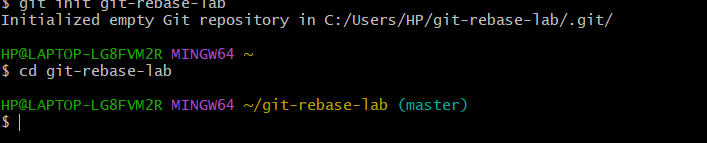 $ git init git-rebase-lab
Initialized empty Git repository in C:/Users/HP/git-rebase-lab/.git/
HP@LAPTOP-LG8FVM2R MINGW64 ~
$ cd git-rebase-lab
HP@LAPTOP-LG8FVM2R MINGW64 ~/git-rebase-lab (master)
$